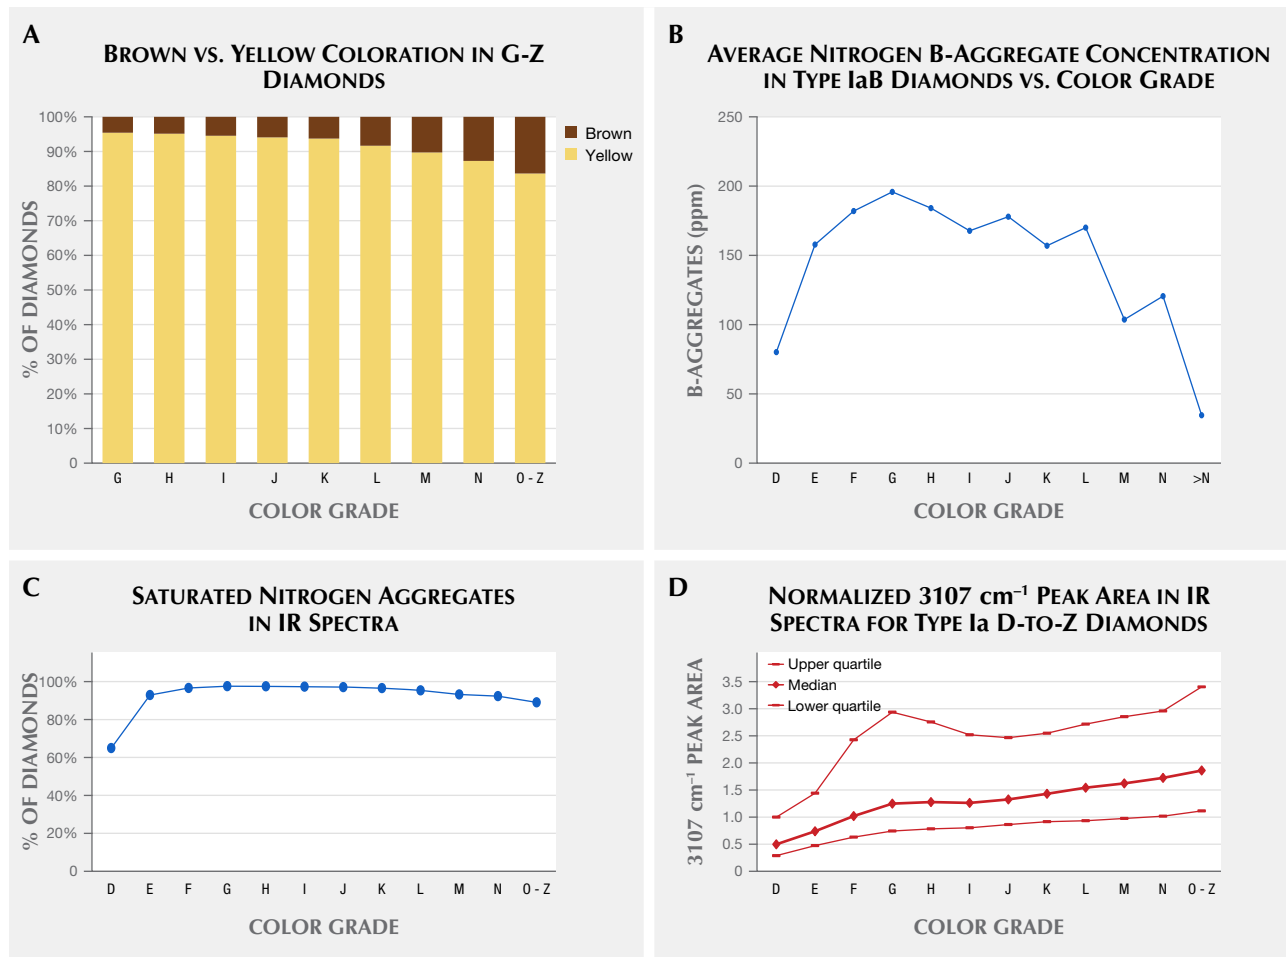 A
BROWN VS. YELLOW COLORATION IN G-Z
DIAMONDS
100%
90%
80%
70%
60%
50%
40%
30%
20%
10%
0
% OF DIAMONDS
Brown
Yellow
G H I J K L M N O - Z
COLOR GRADE
B
AVERAGE NITROGEN B-AGGREGATE CONCENTRATION
IN TYPE IaB DIAMONDS VS. COLOR GRADE
250
200
150
100
50
0
B-AGGREGATES (ppm)
D E F G H I J K L M N >N
COLOR GRADE
C
SATURATED NITROGEN AGGREGATES
IN IR SPECTRA
100%
80%
60%
40%
20%
0
% OF DIAMONDS
D E F G H I J K L M N O - Z
COLOR GRADE
D
NORMALIZED 3107 cm⁻¹ PEAK AREA IN IR
SPECTRA FOR TYPE Ia D-TO-Z DIAMONDS
Upper quartile
Median
Lower quartile
3.5
3.0
2.5
2.0
1.5
1.0
0.5
0
3107 cm⁻¹ PEAK AREA
D E F G H I J K L M N O - Z
COLOR GRADE